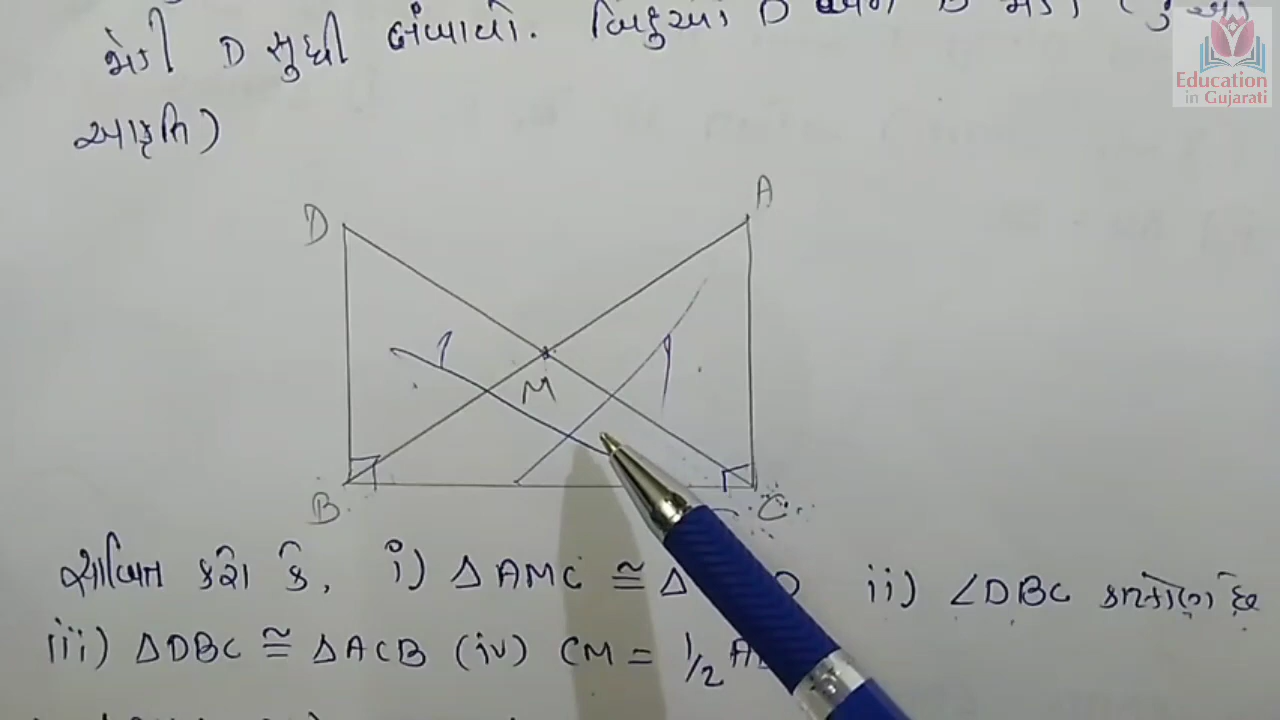 જોડી D સુધી લંબાવો. બિંદુઓ D
આકૃતિ)
Education
in Gujarati
D
A
M
B
C
સાબિત કરો કે, i) △AMC ≅ △ ii) ∠DBC કાટકોણ છે
iii) △DBC ≅ △ACB (iv) CM = 1/2